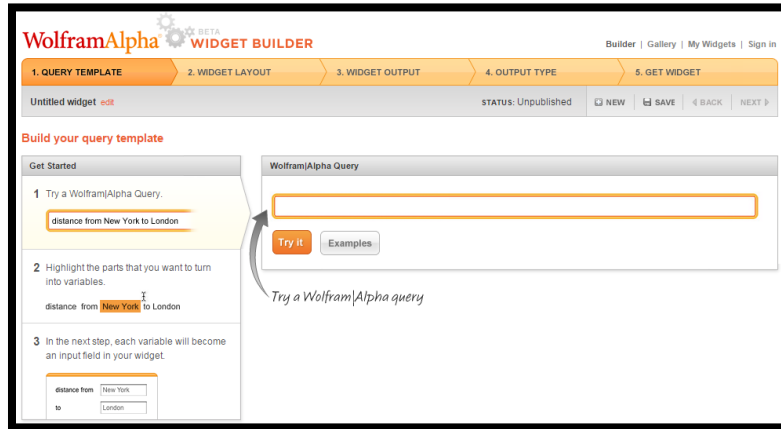 WolframAlpha BETA WIDGET BUILDER
Builder | Gallery | My Widgets | Sign in
1. QUERY TEMPLATE 2. WIDGET LAYOUT 3. WIDGET OUTPUT 4. OUTPUT TYPE 5. GET WIDGET
Untitled widget edit STATUS: Unpublished NEW SAVE BACK NEXT
Build your query template
Get Started
1 Try a Wolfram|Alpha Query.
distance from New York to London
2 Highlight the parts that you want to turn
into variables.
distance from New York to London
3 In the next step, each variable will become
an input field in your widget.
distance from New York
to London
Wolfram|Alpha Query
Try it Examples
Try a Wolfram|Alpha query